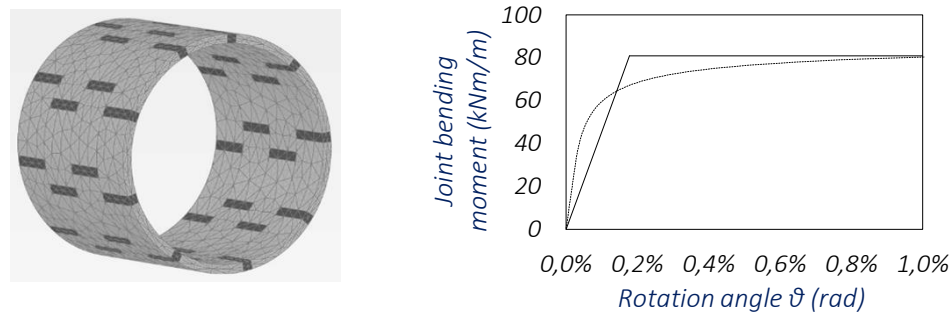 100
80
60
40
20
0
Joint bending
moment (kNm/m)
0,0% 0,2% 0,4% 0,6% 0,8% 1,0%
Rotation angle ϑ (rad)